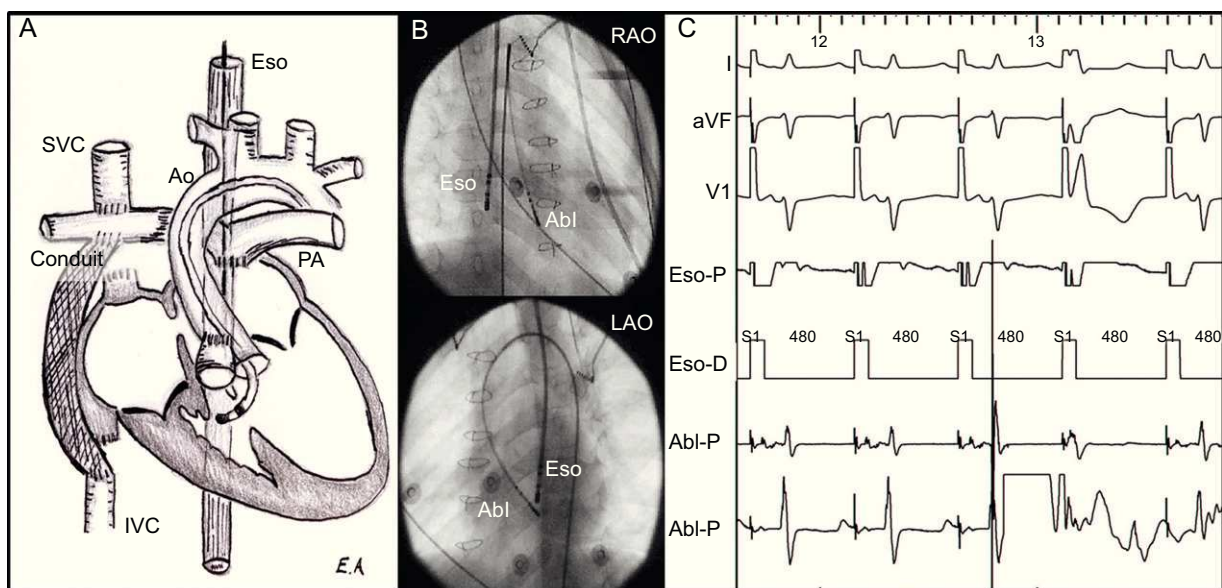 A
Eso
SVC
Ao
Conduit
PA
IVC
E.A
B
RAO
Eso
Abl
LAO
Eso
Abl
C
12
13
I
aVF
V1
Eso-P
S1 480 S1 480 S1 480 S1 480 S1 480
Eso-D
Abl-P
Abl-P